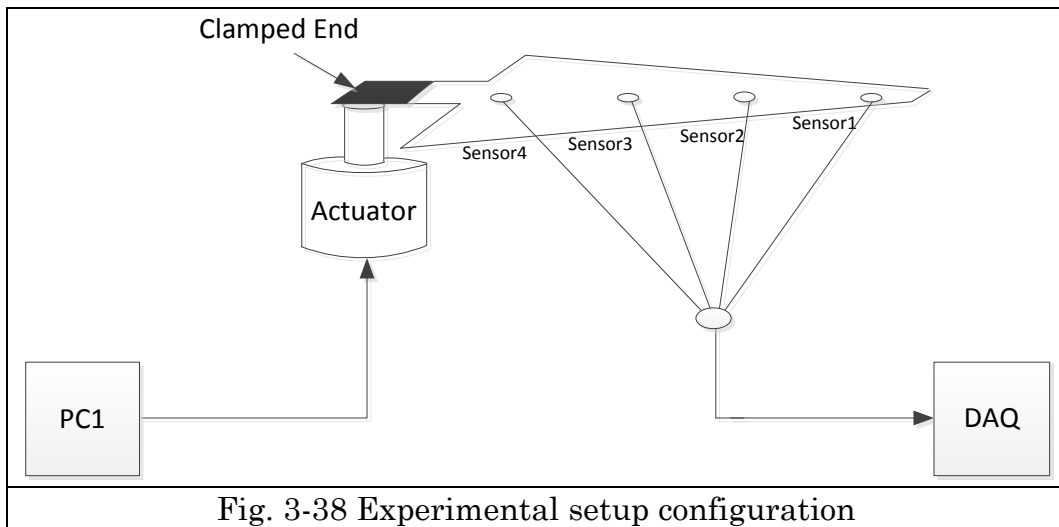 Clamped End
Sensor1
Sensor2
Sensor3
Sensor4
Actuator
PC1
DAQ
Fig. 3-38 Experimental setup configuration